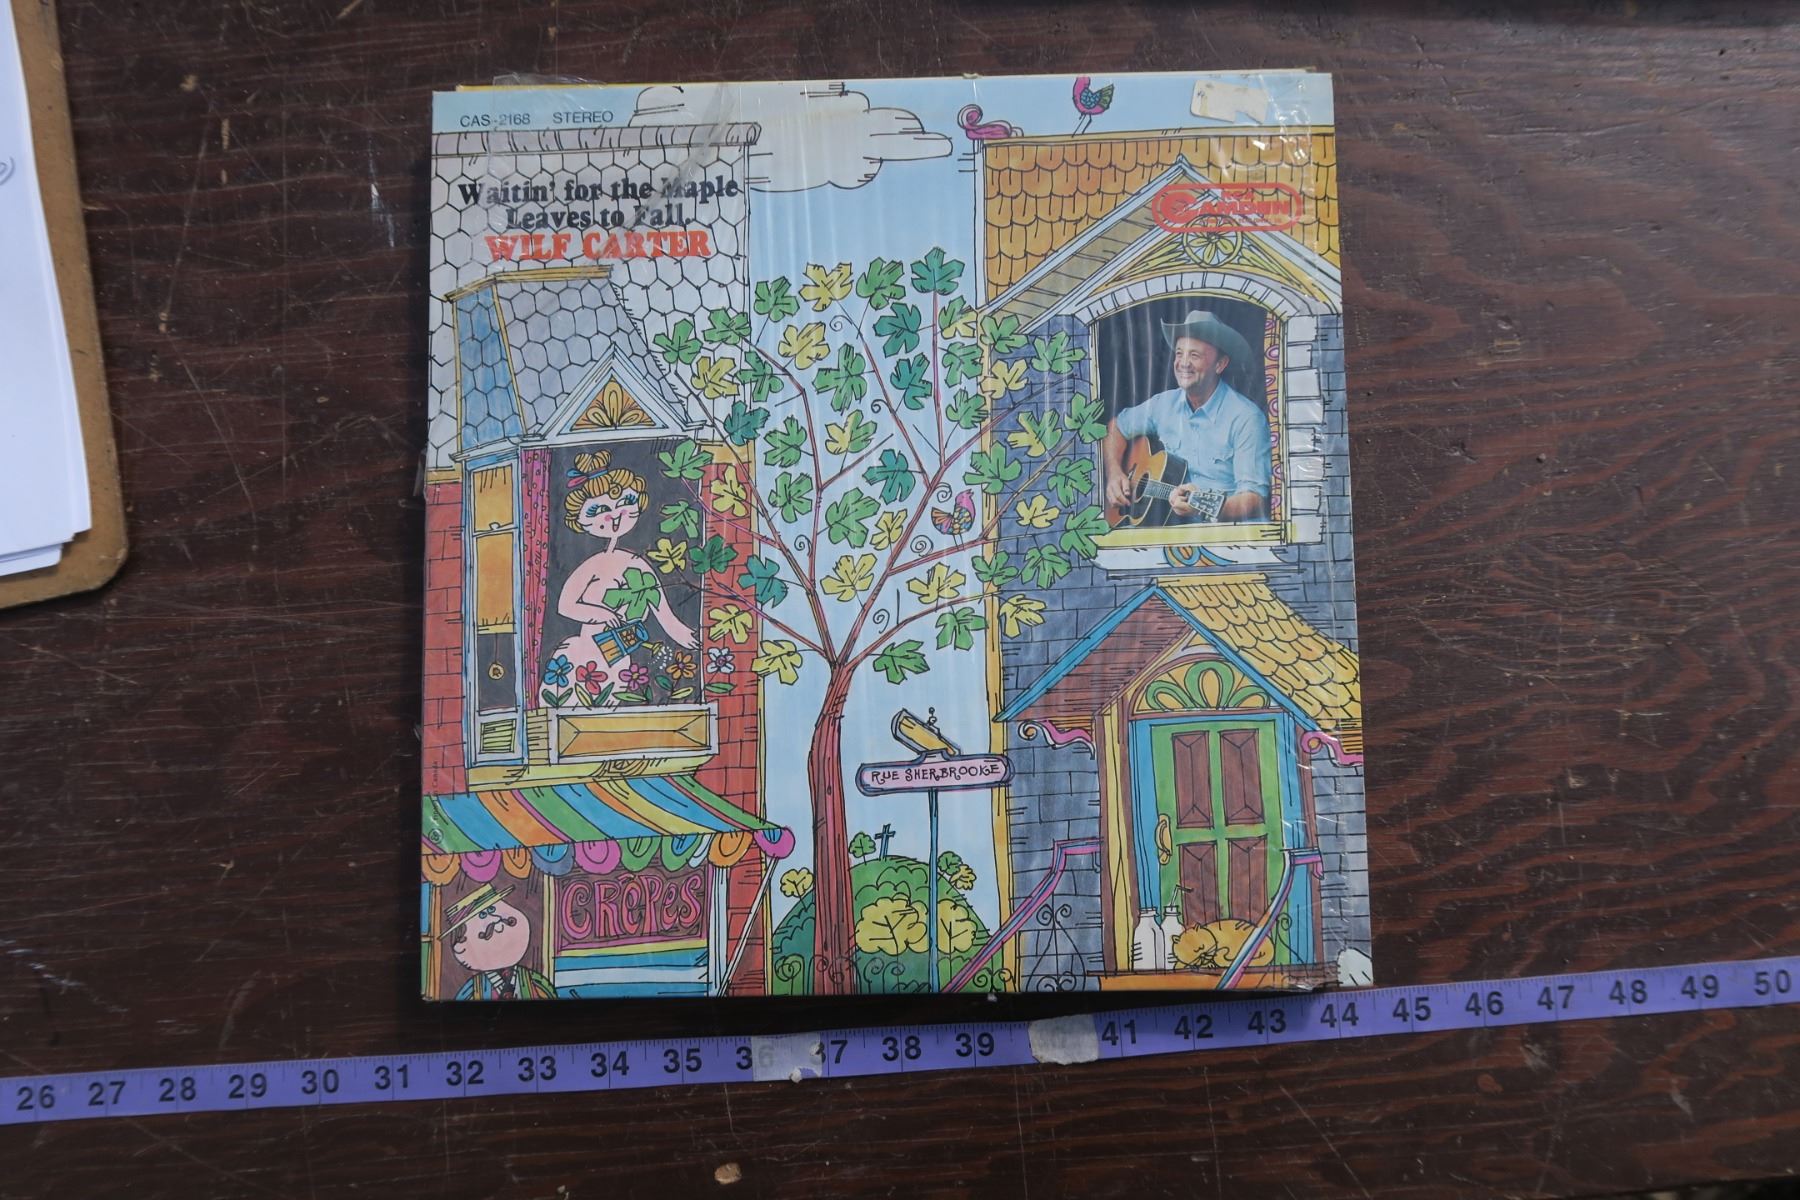 CAS-2168 STEREO
Waitin' for the Maple
Leaves to Fall.
WILF CARTER
RCA
CAMDEN
RUE SHERBROOKE
CRÊPES
26 27 28 29 30 31 32 33 34 35 36 37 38 39 41 42 43 44 45 46 47 48 49 50